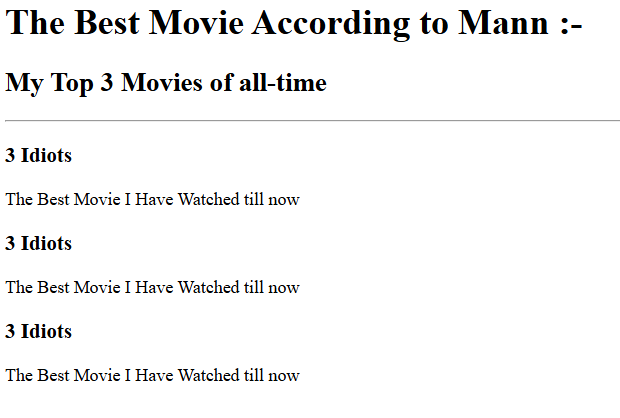 The Best Movie According to Mann :-
My Top 3 Movies of all-time
3 Idiots
The Best Movie I Have Watched till now
3 Idiots
The Best Movie I Have Watched till now
3 Idiots
The Best Movie I Have Watched till now